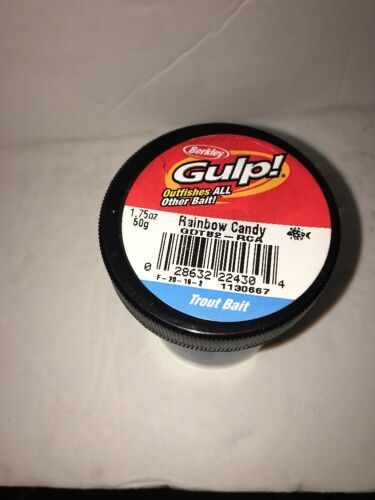 Berkley
Gulp!
Outfishes ALL
Other Bait!
1.75oz
50g
Rainbow Candy
GDTB2-RCA
0 28632 22430 4
F-20-19-2 1130667
Trout Bait